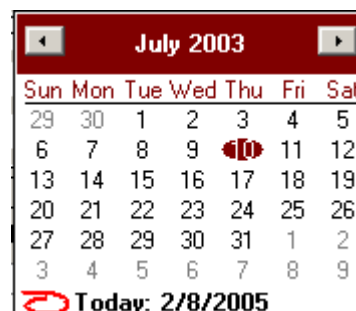 July 2003
Sun Mon Tue Wed Thu Fri Sat
29 30 1 2 3 4 5
6 7 8 9 10 11 12
13 14 15 16 17 18 19
20 21 22 23 24 25 26
27 28 29 30 31 1 2
3 4 5 6 7 8 9
Today: 2/8/2005